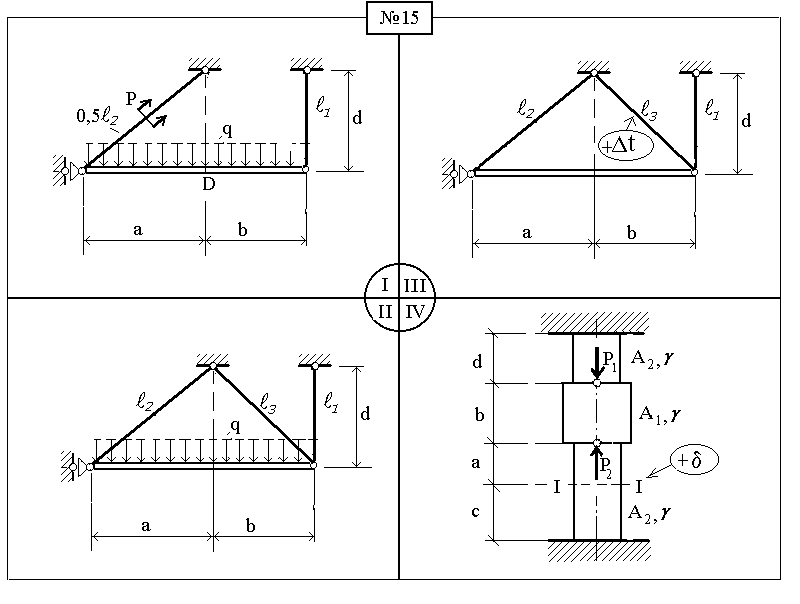 №15
P
0,5ℓ2
q
ℓ1
d
D
a
b
ℓ2
ℓ3
ℓ1
+Δt
d
a
b
I
III
II
IV
ℓ2
ℓ3
ℓ1
q
d
a
b
d
P1
A2, γ
b
A1, γ
a
P2
+δ
I
I
c
A2, γ